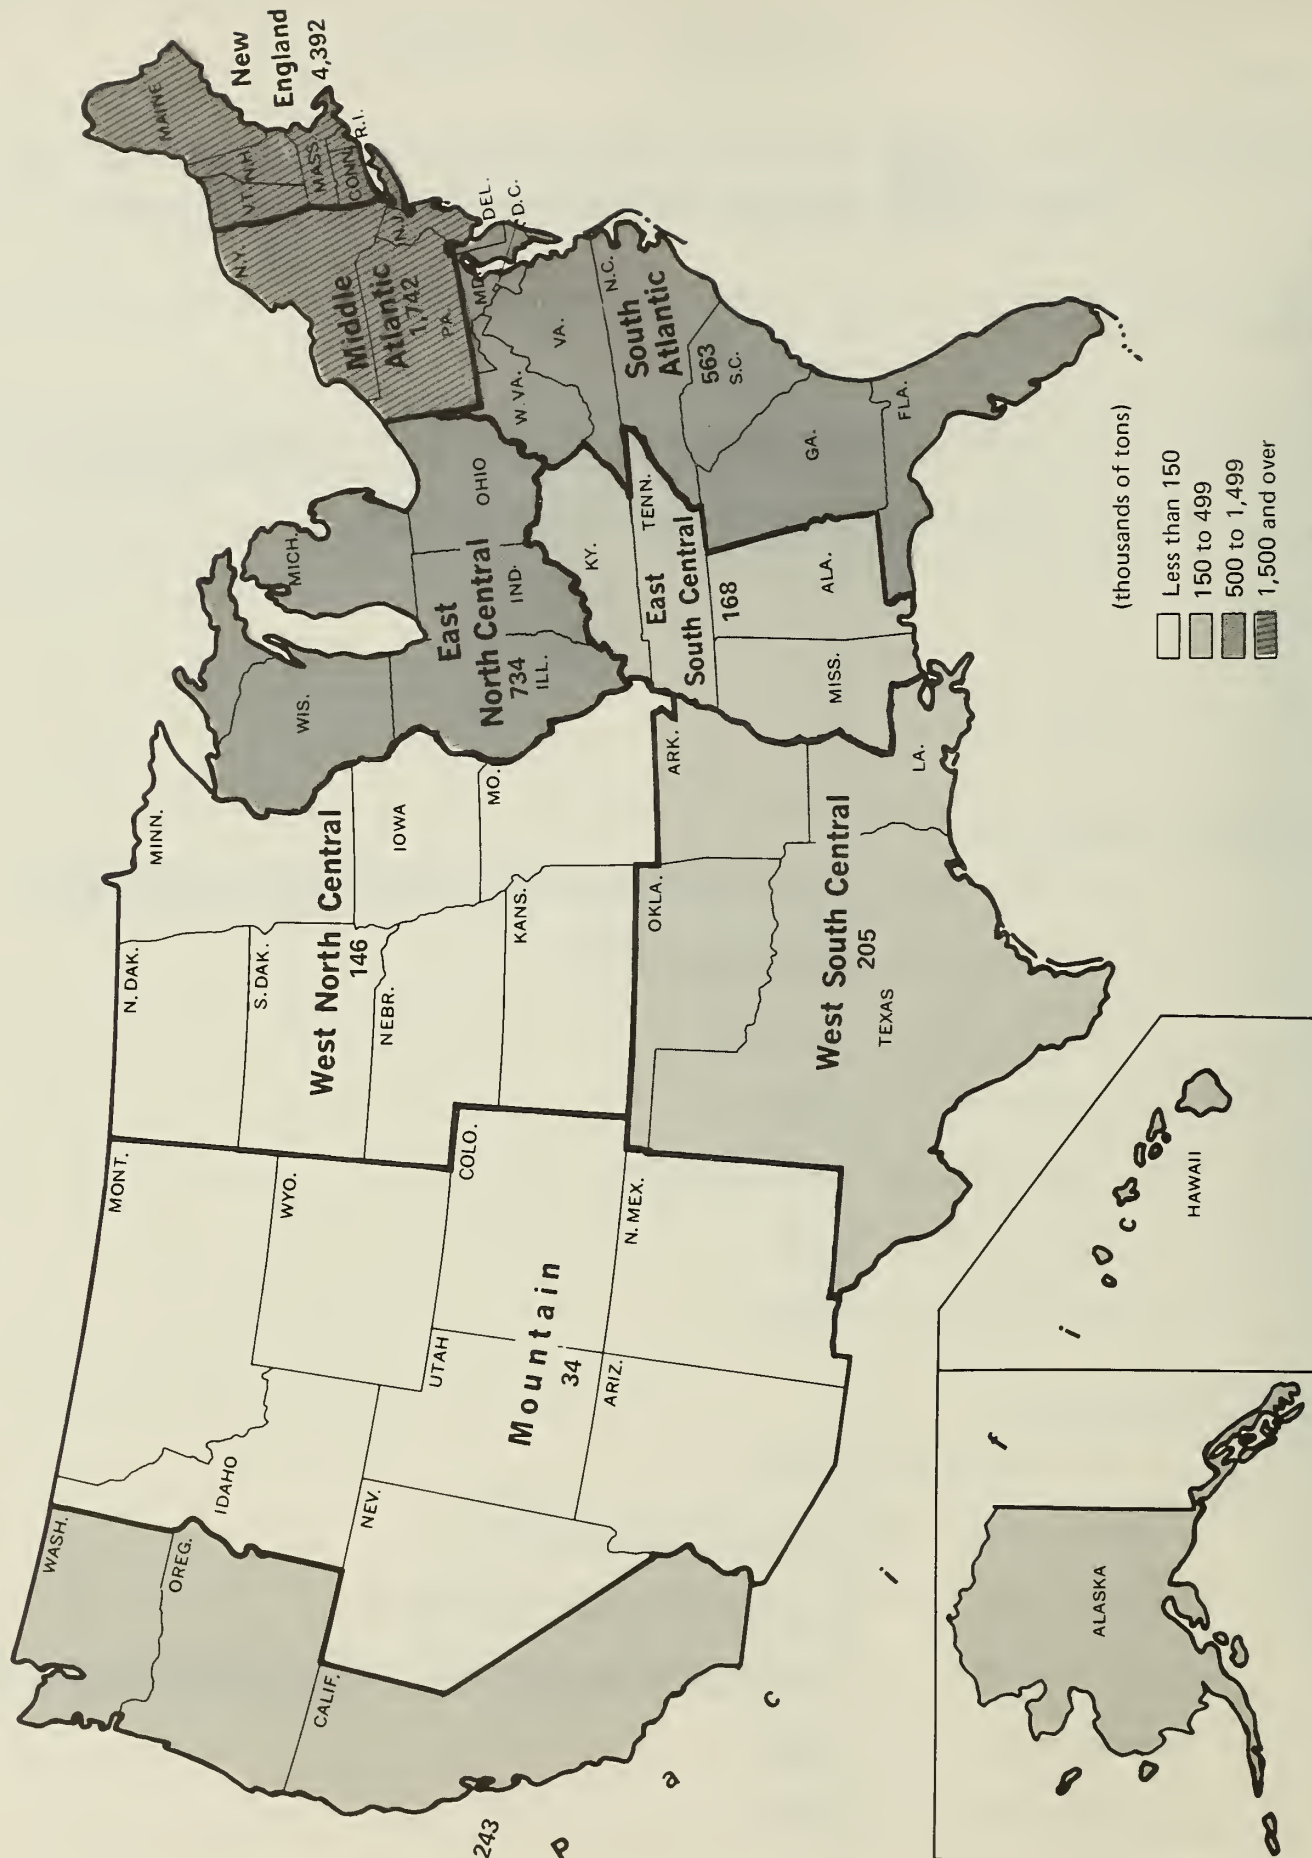 WASH.
OREG.
CALIF.
243
P
a
c
i
f
i
c
IDAHO
NEV.
MONT.
WYO.
UTAH
COLO.
ARIZ.
N. MEX.
Mountain
34
N. DAK.
S. DAK.
NEBR.
KANS.
MINN.
IOWA
MO.
West North Central
146
OKLA.
ARK.
TEXAS
LA.
West South Central
205
WIS.
MICH.
ILL.
IND.
OHIO
East
North Central
734
KY.
TENN.
MISS.
ALA.
East
South Central
168
W. VA.
VA.
MD.
DEL.
D.C.
N.C.
S.C.
GA.
FLA.
South
Atlantic
563
N.Y.
PA.
N.J.
Middle
Atlantic
1,742
MAINE
VT.
N.H.
MASS.
CONN.
R.I.
New
England
4,392
ALASKA
HAWAII
(thousands of tons)
Less than 150
150 to 499
500 to 1,499
1,500 and over